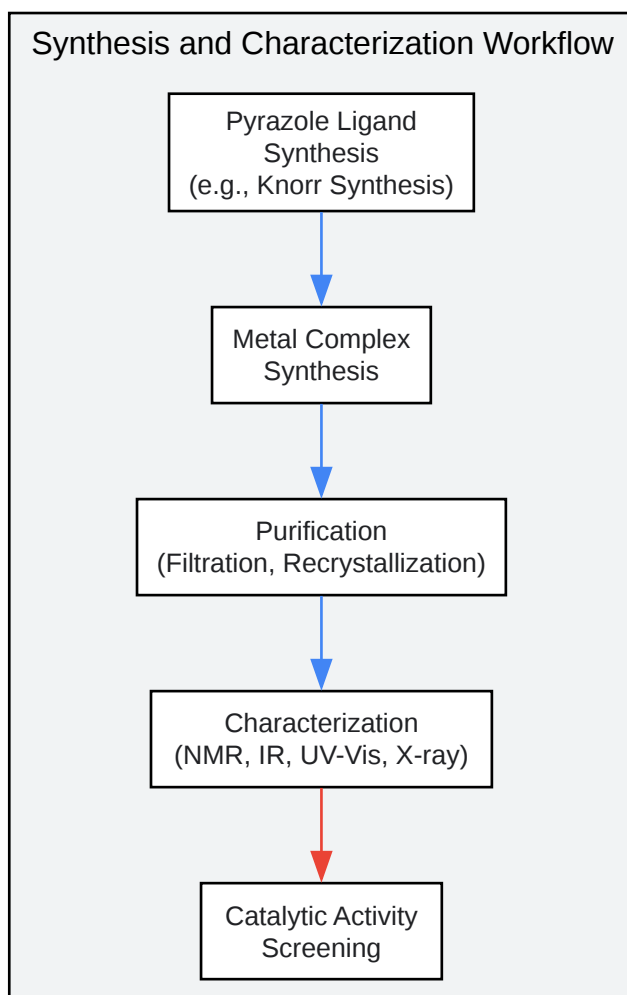 Synthesis and Characterization Workflow
Pyrazole Ligand
Synthesis
(e.g., Knorr Synthesis)
Metal Complex
Synthesis
Purification
(Filtration, Recrystallization)
Characterization
(NMR, IR, UV-Vis, X-ray)
Catalytic Activity
Screening